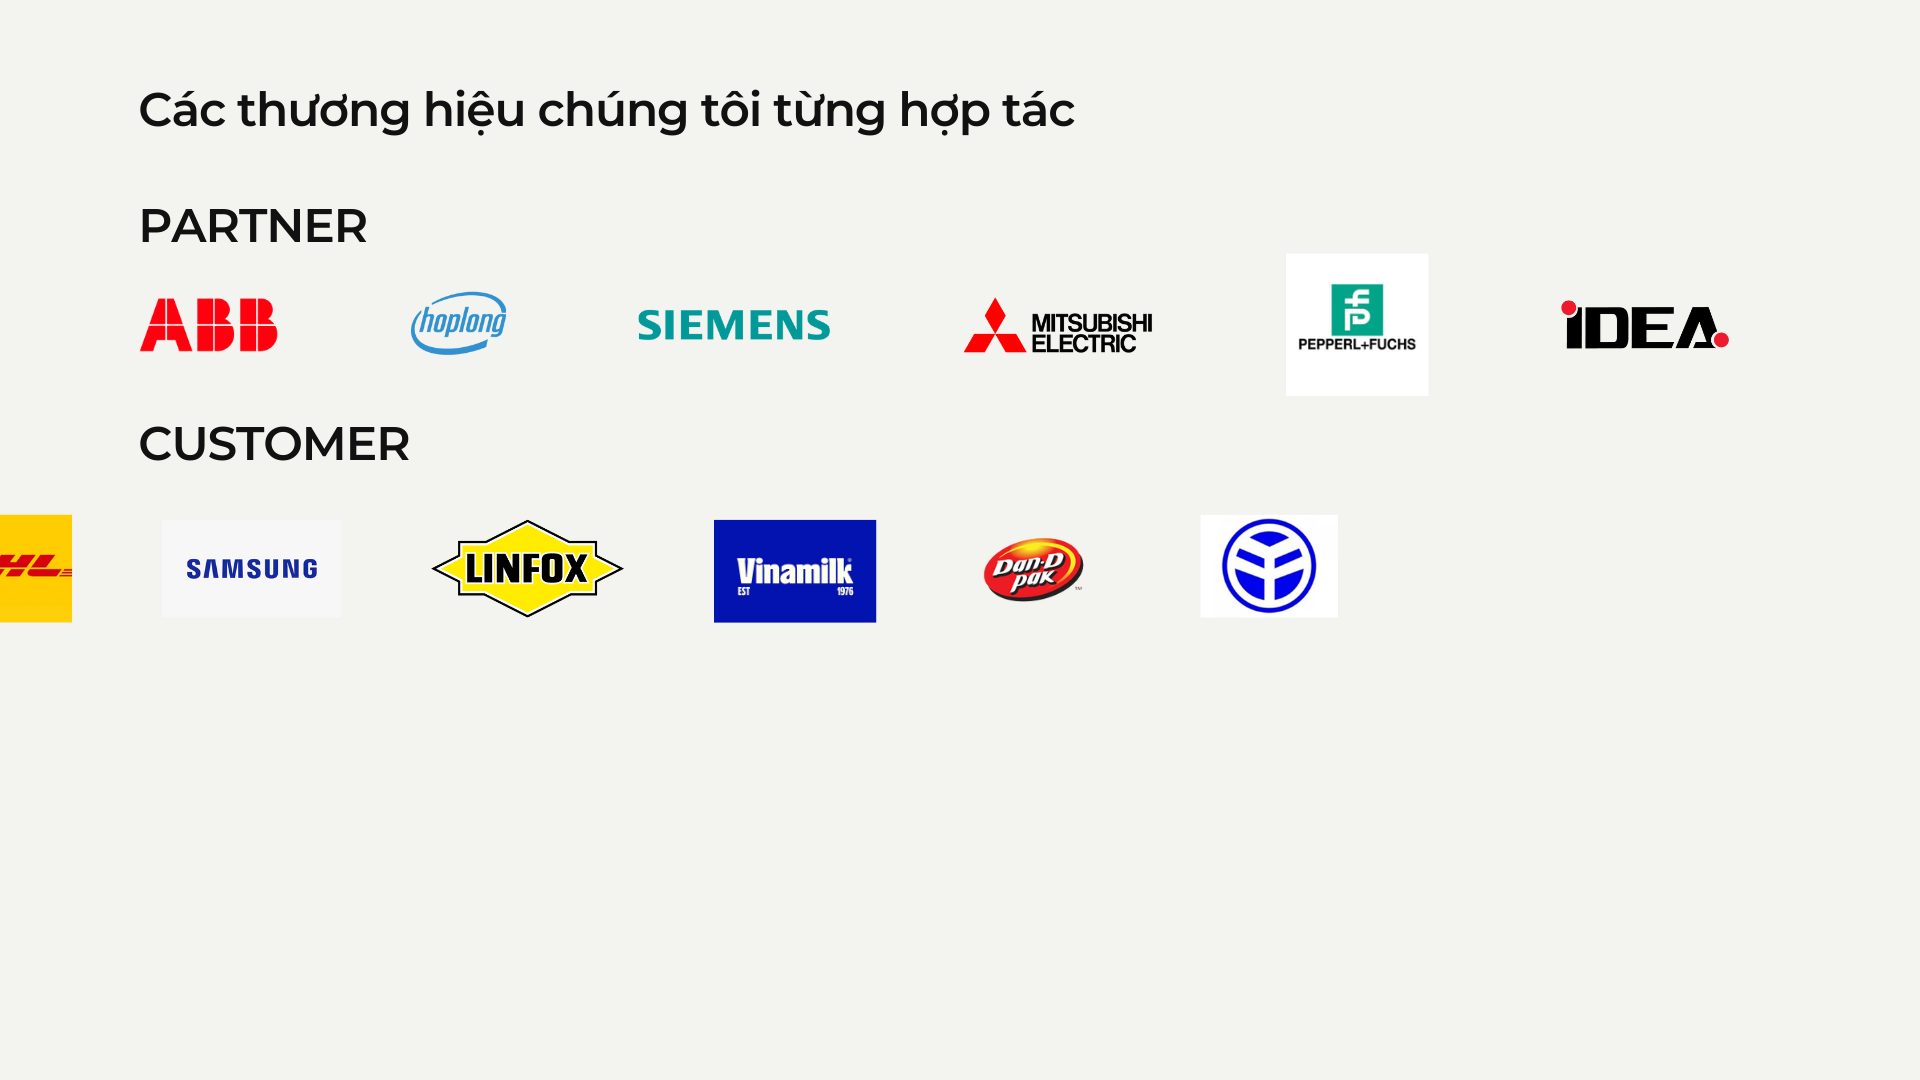 Các thương hiệu chúng tôi từng hợp tác
PARTNER
ABB
hoplong
SIEMENS
MITSUBISHI
ELECTRIC
PEPPERL+FUCHS
iDEA
CUSTOMER
HL
SAMSUNG
LINFOX
Vinamilk
EST 1976
Dan-D
pak
TM